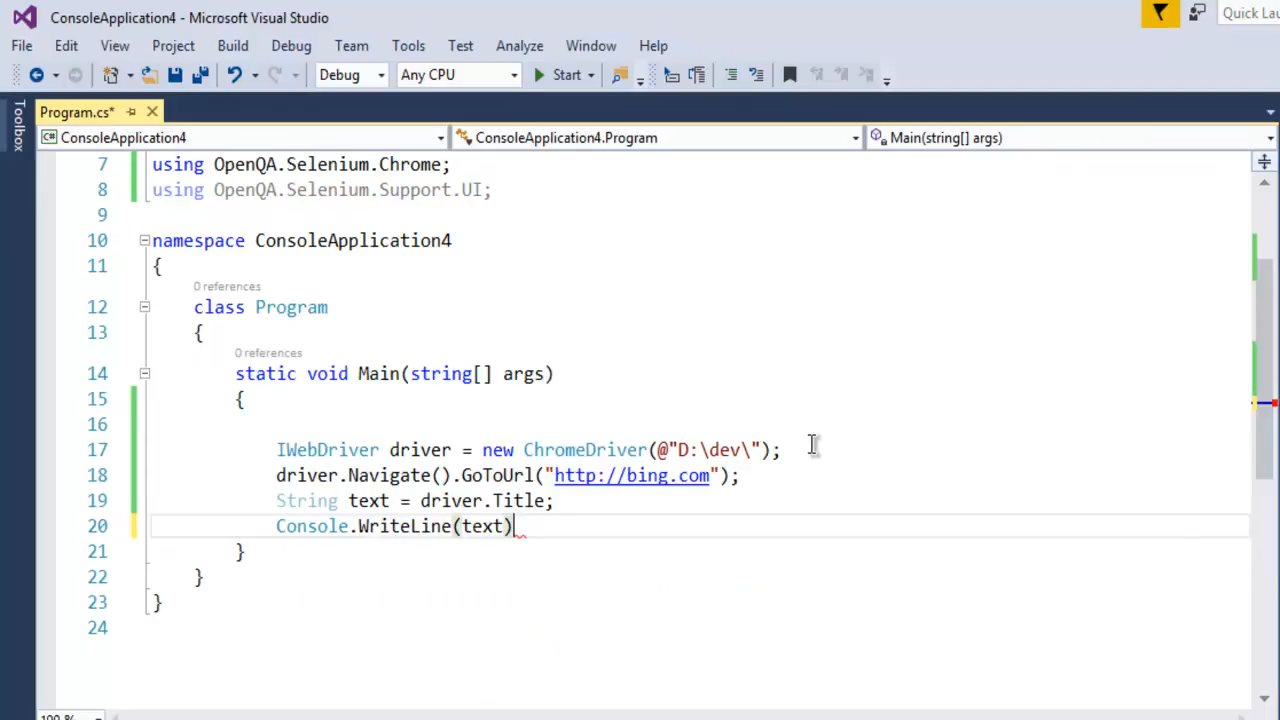 ConsoleApplication4 - Microsoft Visual Studio
Quick Lau
File Edit View Project Build Debug Team Tools Test Analyze Window Help
Debug Any CPU Start
Toolbox
Program.cs*
ConsoleApplication4 ConsoleApplication4.Program Main(string[] args)
7 using OpenQA.Selenium.Chrome;
8 using OpenQA.Selenium.Support.UI;
9
10 namespace ConsoleApplication4
11 {
0 references
12 class Program
13 {
0 references
14 static void Main(string[] args)
15 {
16
17 IWebDriver driver = new ChromeDriver(@"D:\dev\");
18 driver.Navigate().GoToUrl("http://bing.com");
19 String text = driver.Title;
20 Console.WriteLine(text)
21 }
22 }
23 }
24
100 %